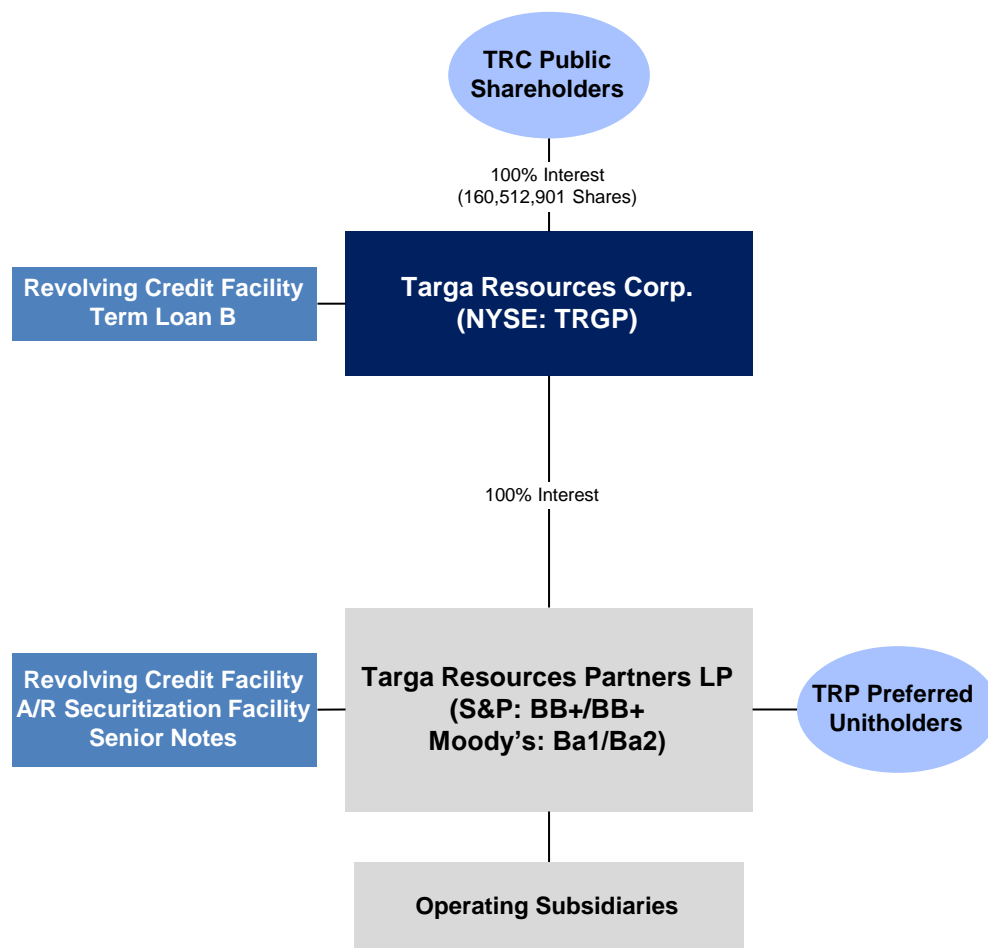 TRC Public
Shareholders
100% Interest
(160,512,901 Shares)
Revolving Credit Facility
Term Loan B
Targa Resources Corp.
(NYSE: TRGP)
100% Interest
Revolving Credit Facility
A/R Securitization Facility
Senior Notes
Targa Resources Partners LP
(S&P: BB+/BB+
Moody’s: Ba1/Ba2)
TRP Preferred
Unitholders
Operating Subsidiaries